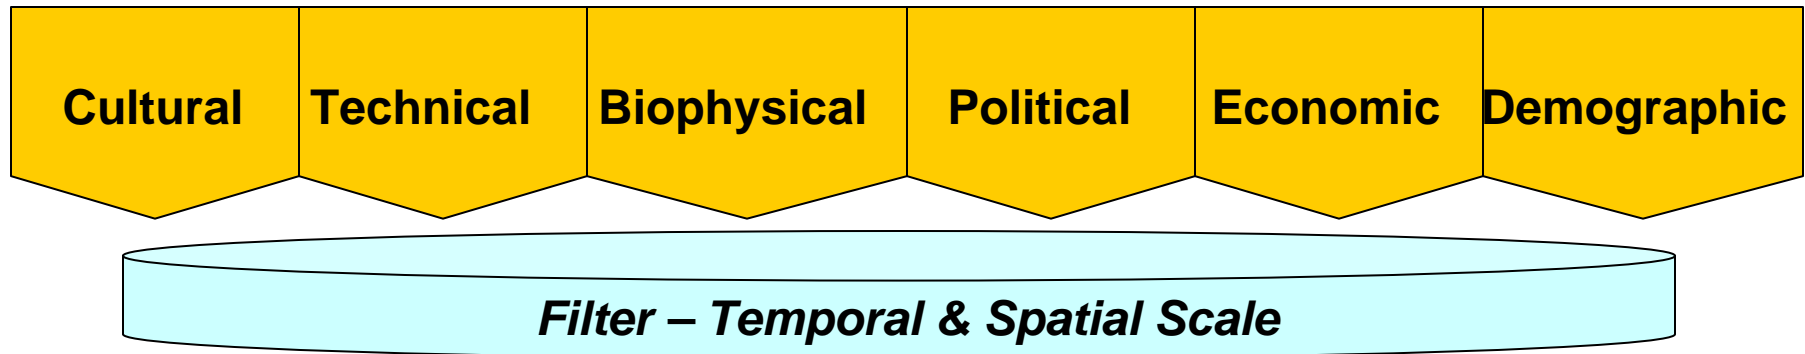 Cultural Technical Biophysical Political Economic Demographic
Filter – Temporal & Spatial Scale